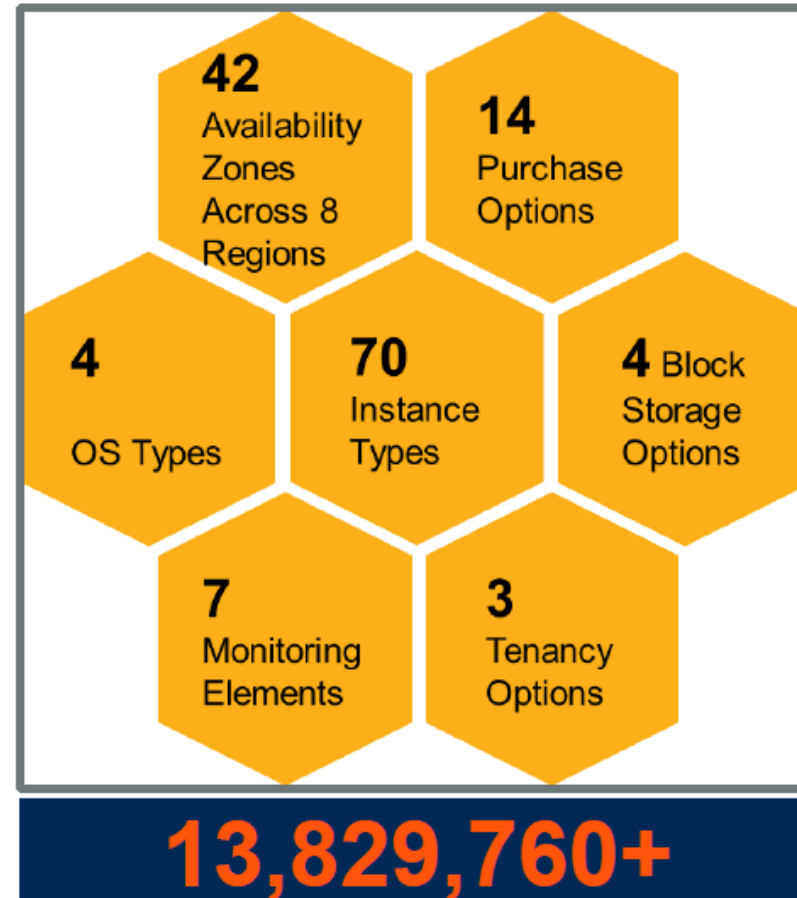 42
Availability
Zones
Across 8
Regions
14
Purchase
Options
4
OS Types
70
Instance
Types
4 Block
Storage
Options
7
Monitoring
Elements
3
Tenancy
Options
13,829,760+